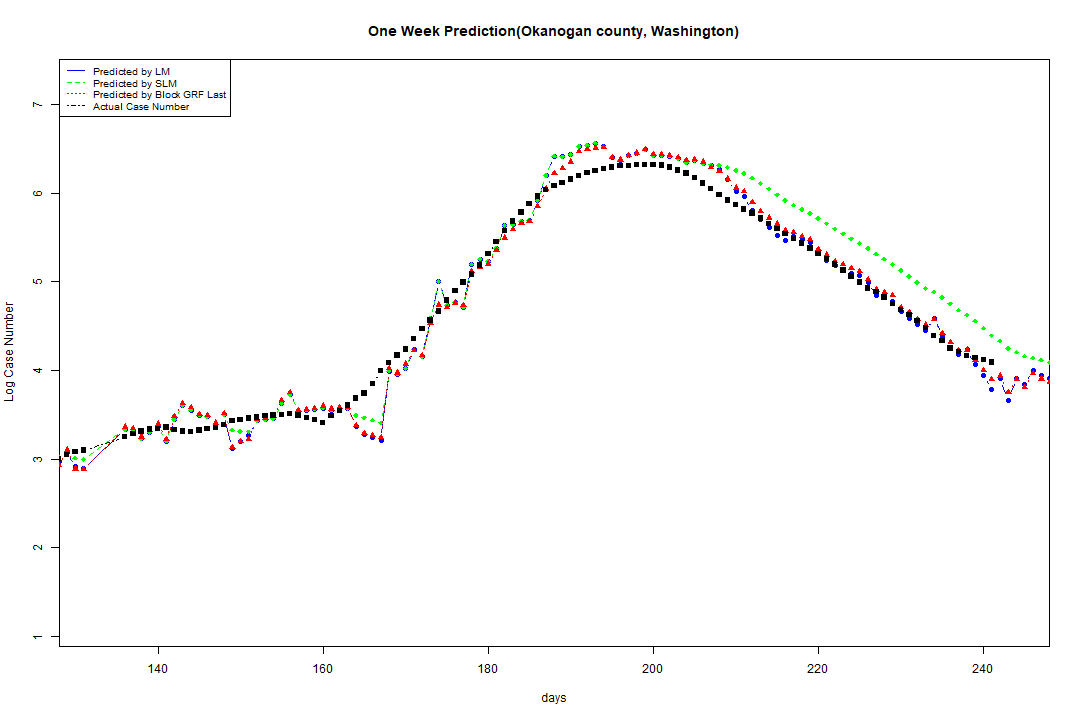 One Week Prediction(Okanogan county, Washington)
Predicted by LM
Predicted by SLM
Predicted by Block GRF Last
Actual Case Number
Log Case Number
7
6
5
4
3
2
1
140 160 180 200 220 240
days